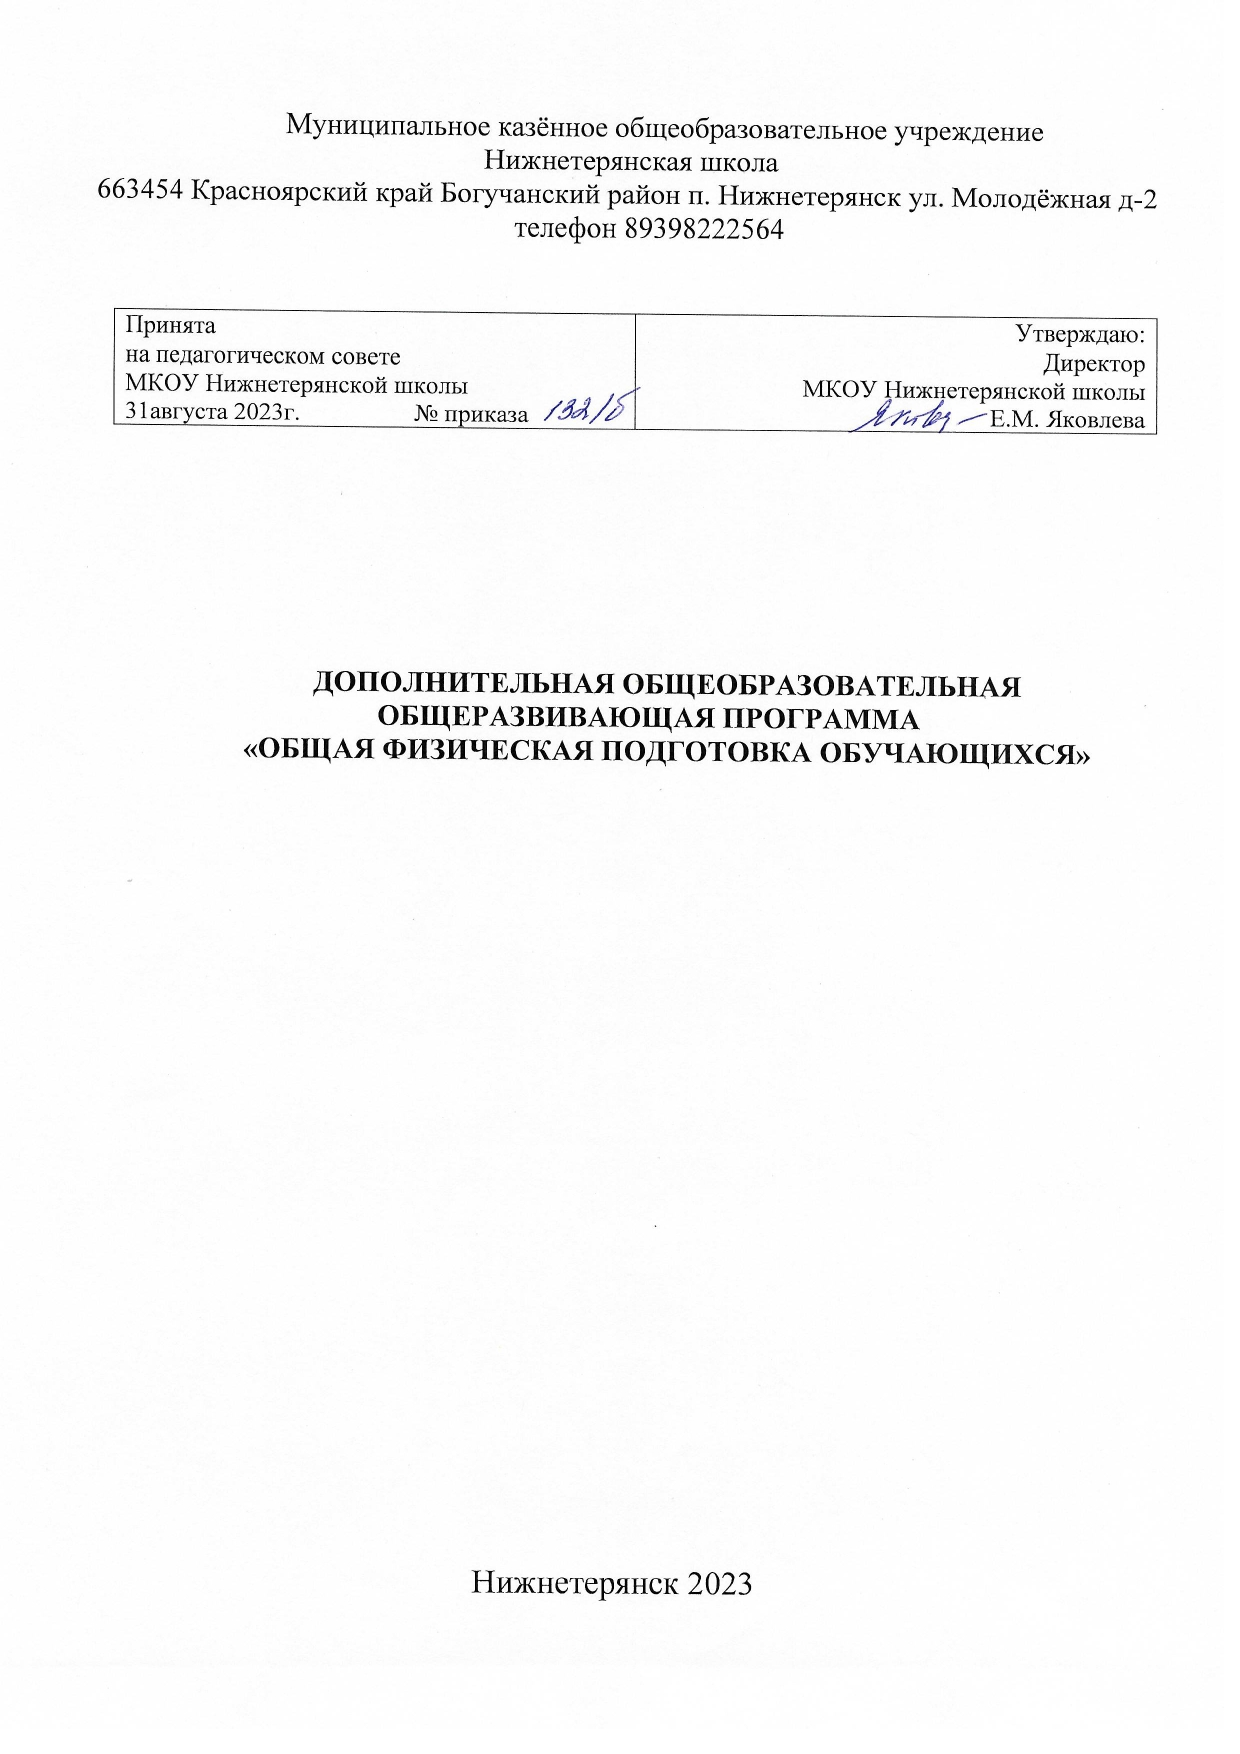 Муниципальное казённое общеобразовательное учреждение
Нижнетерянская школа
663454 Красноярский край Богучанский район п. Нижнетерянск ул. Молодёжная д-2
телефон 89398222564
Принята
на педагогическом совете
МКОУ Нижнетерянской школы
31августа 2023г. № приказа 132/б
Утверждаю:
Директор
МКОУ Нижнетерянской школы
Е.М. Яковлева
ДОПОЛНИТЕЛЬНАЯ ОБЩЕОБРАЗОВАТЕЛЬНАЯ
ОБЩЕРАЗВИВАЮЩАЯ ПРОГРАММА
«ОБЩАЯ ФИЗИЧЕСКАЯ ПОДГОТОВКА ОБУЧАЮЩИХСЯ»
Нижнетерянск 2023